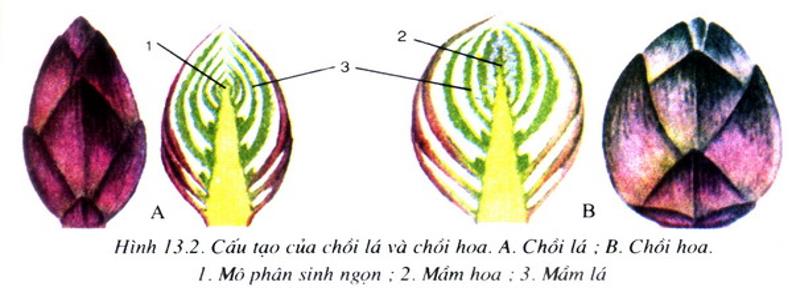 1
2
3
A
B
Hình 13.2. Cấu tạo của chồi lá và chồi hoa. A. Chồi lá ; B. Chồi hoa.
1. Mô phân sinh ngọn ; 2. Mầm hoa ; 3. Mầm lá